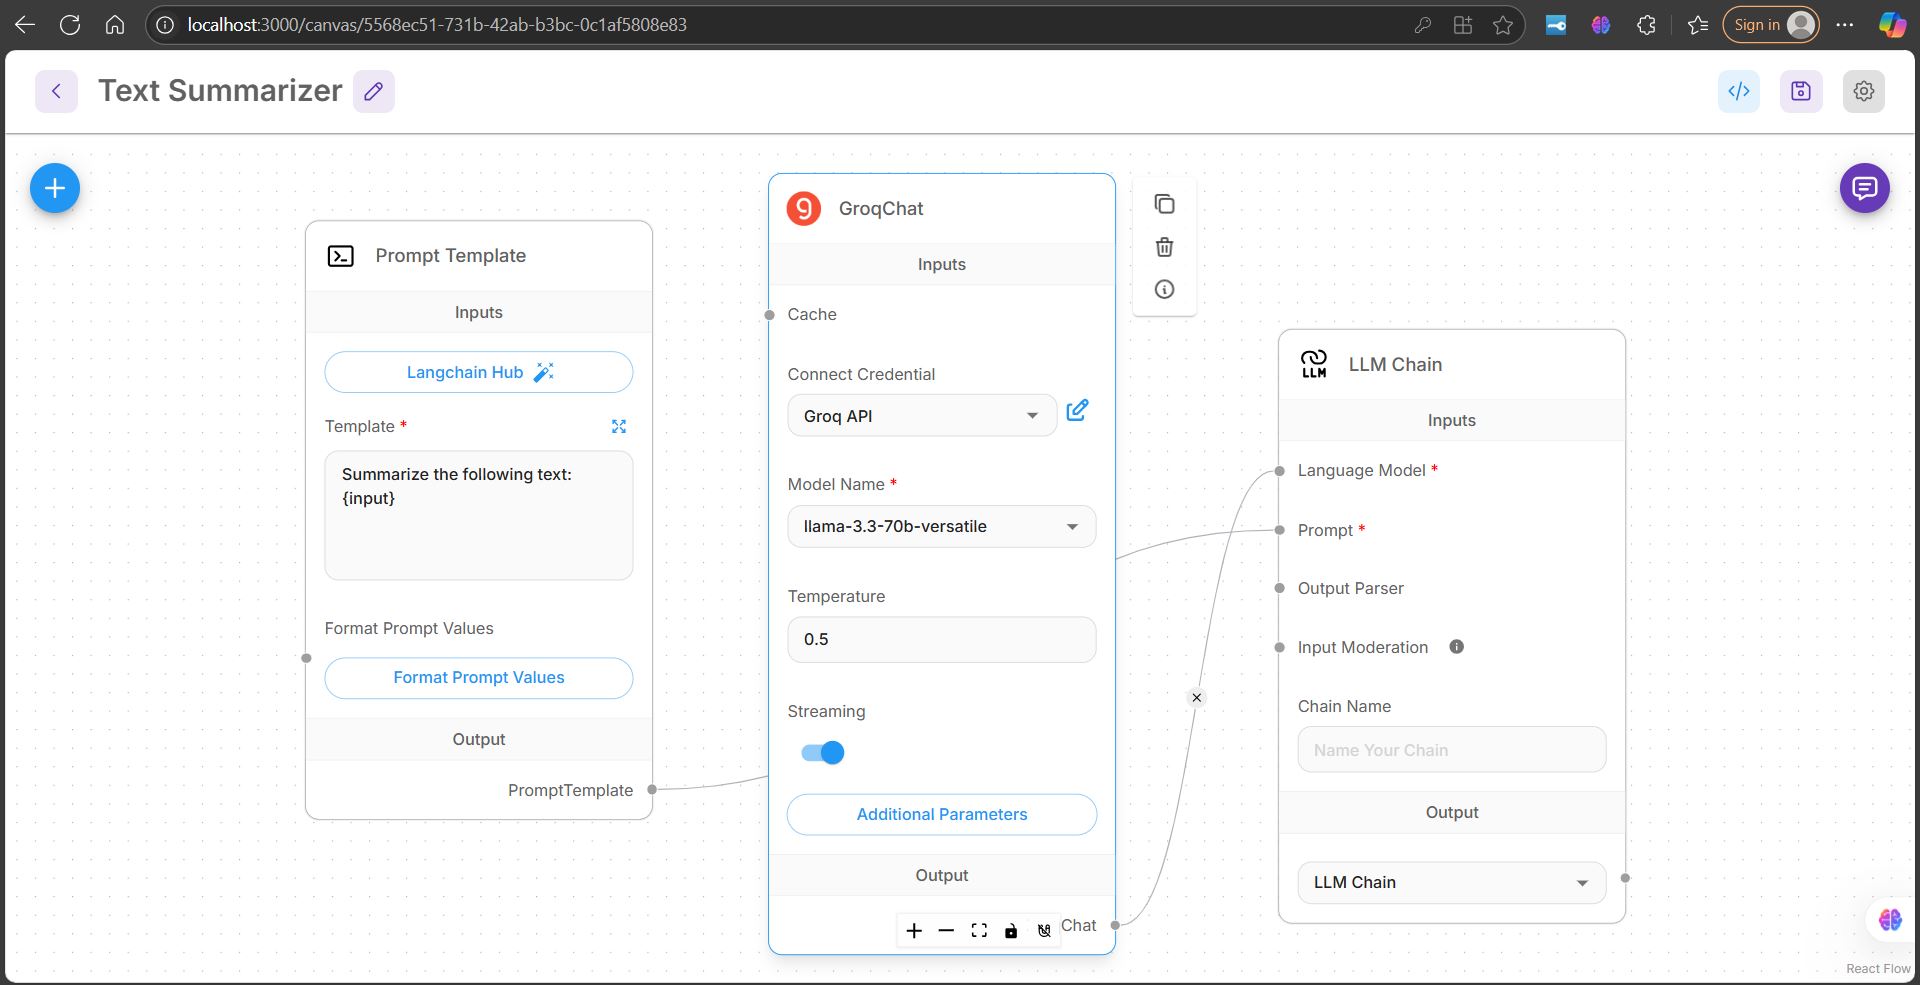 localhost:3000/canvas/5568ec51-731b-42ab-b3bc-0c1af5808e83
Sign in
Text Summarizer
Prompt Template
Inputs
Langchain Hub
Template *
Summarize the following text:
{input}
Format Prompt Values
Format Prompt Values
Output
PromptTemplate
GroqChat
Inputs
Cache
Connect Credential
Groq API
Model Name *
llama-3.3-70b-versatile
Temperature
0.5
Streaming
Additional Parameters
Output
Chat
LLM
LLM Chain
Inputs
Language Model *
Prompt *
Output Parser
Input Moderation
Chain Name
Name Your Chain
Output
LLM Chain
React Flow